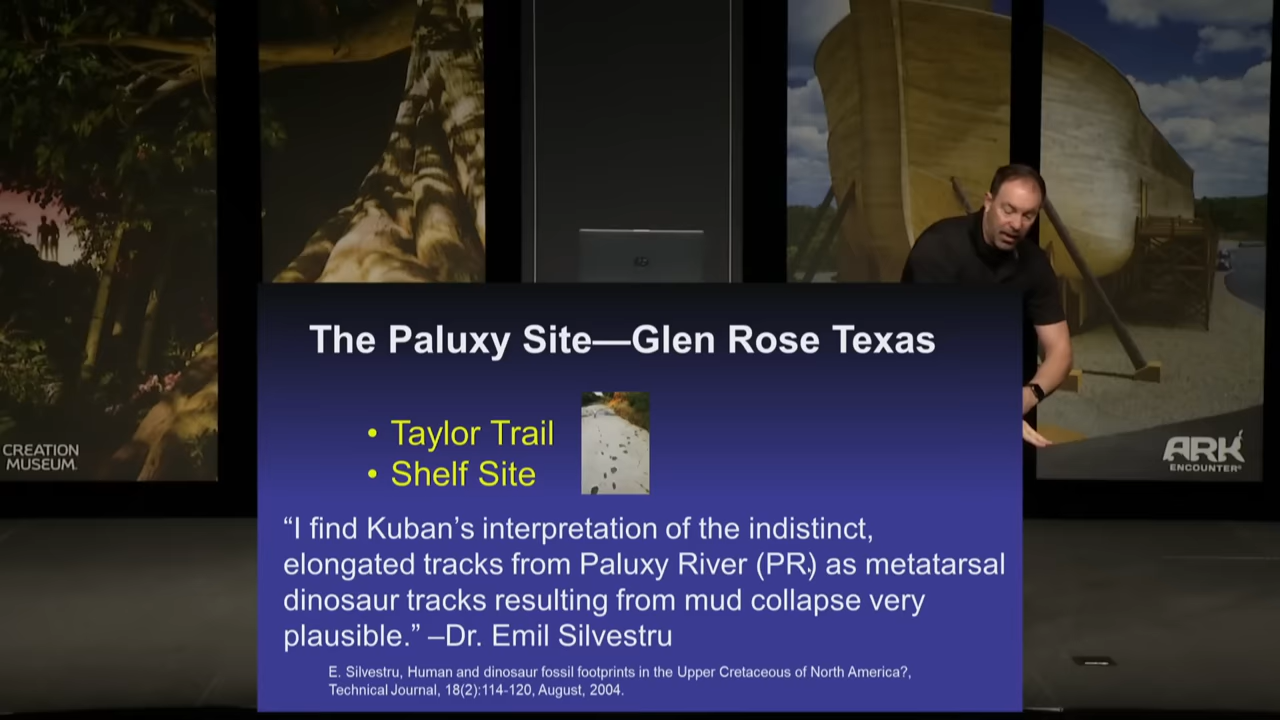 The Paluxy Site—Glen Rose Texas
• Taylor Trail
• Shelf Site
“I find Kuban’s interpretation of the indistinct,
elongated tracks from Paluxy River (PR) as metatarsal
dinosaur tracks resulting from mud collapse very
plausible.” –Dr. Emil Silvestru
E. Silvestru, Human and dinosaur fossil footprints in the Upper Cretaceous of North America?,
Technical Journal, 18(2):114-120, August, 2004.
CREATION
MUSEUM
ARK
ENCOUNTER
hp